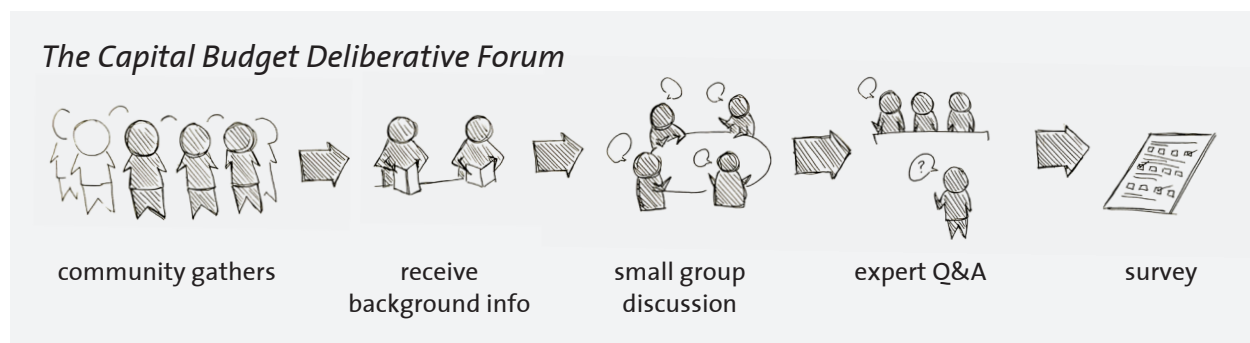 The Capital Budget Deliberative Forum
?
community gathers
receive
background info
small group
discussion
expert Q&A
survey